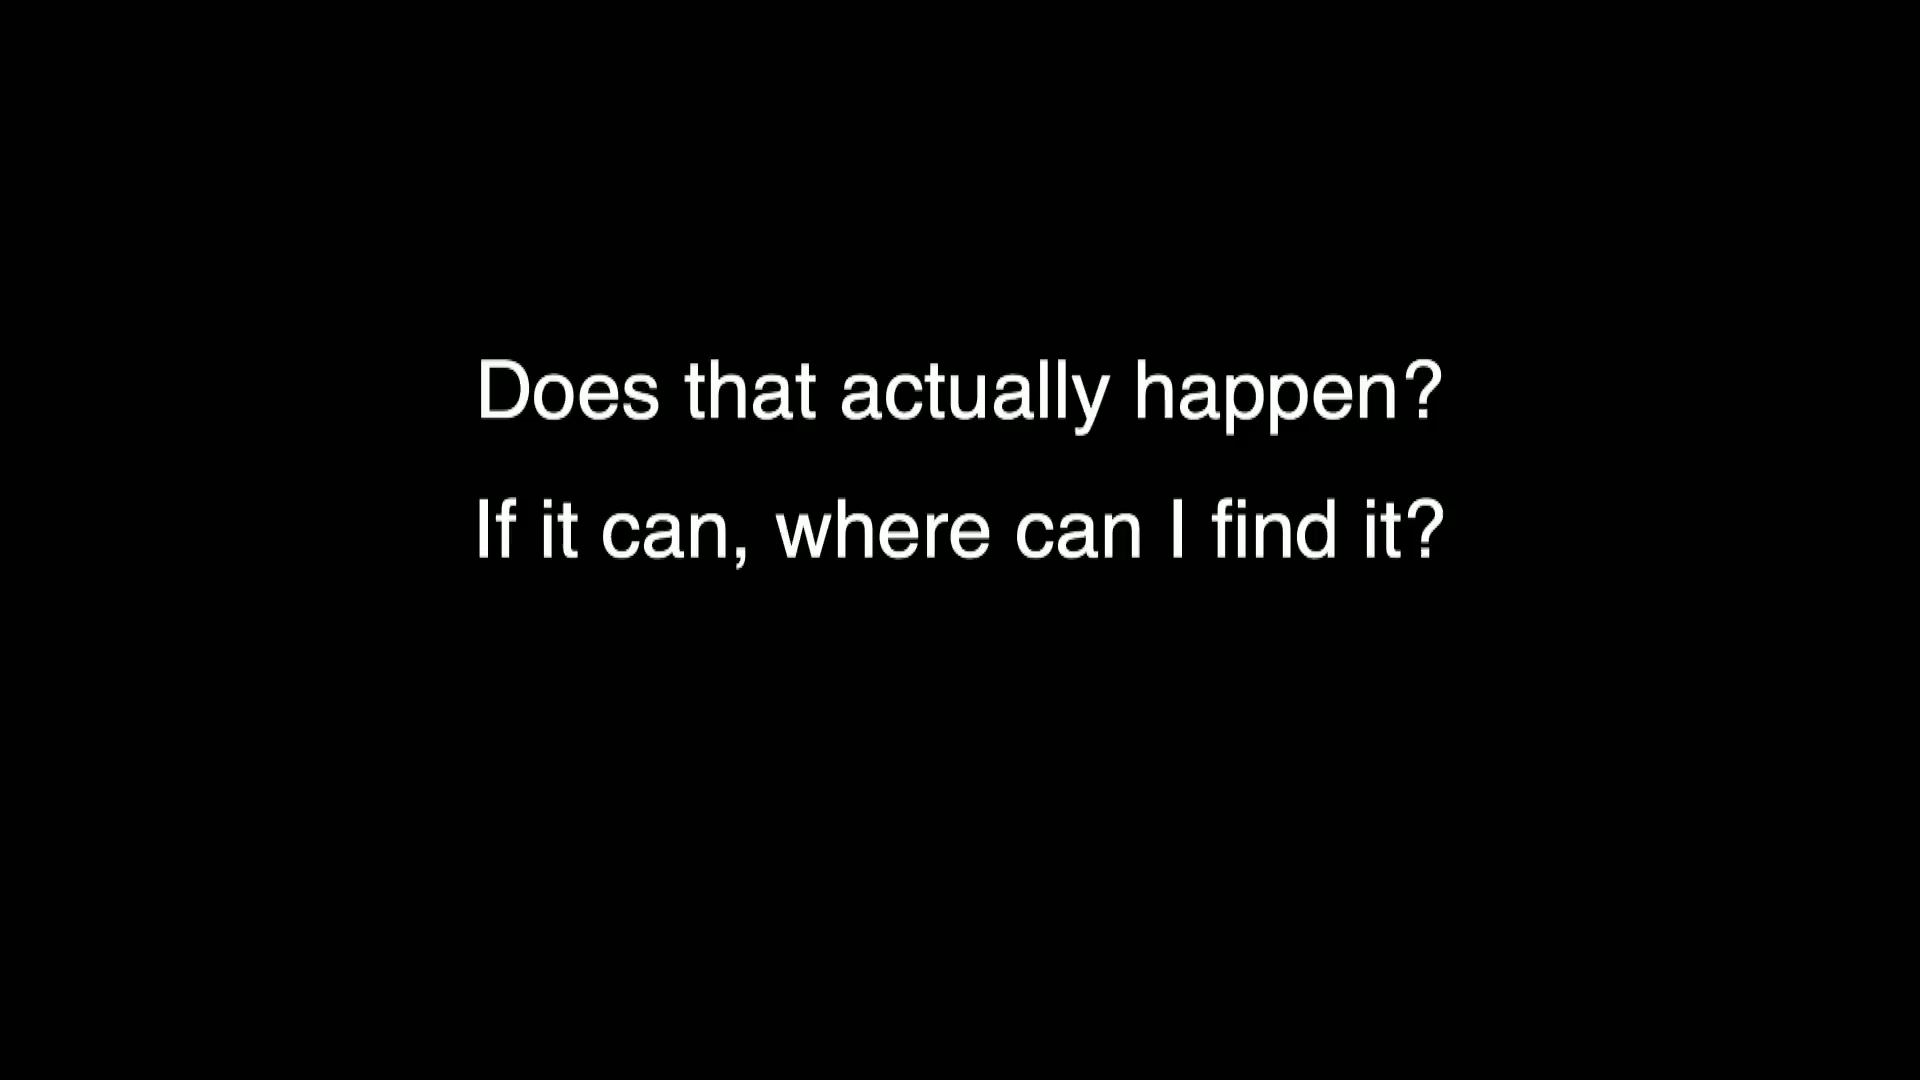 Does that actually happen?
If it can, where can I find it?